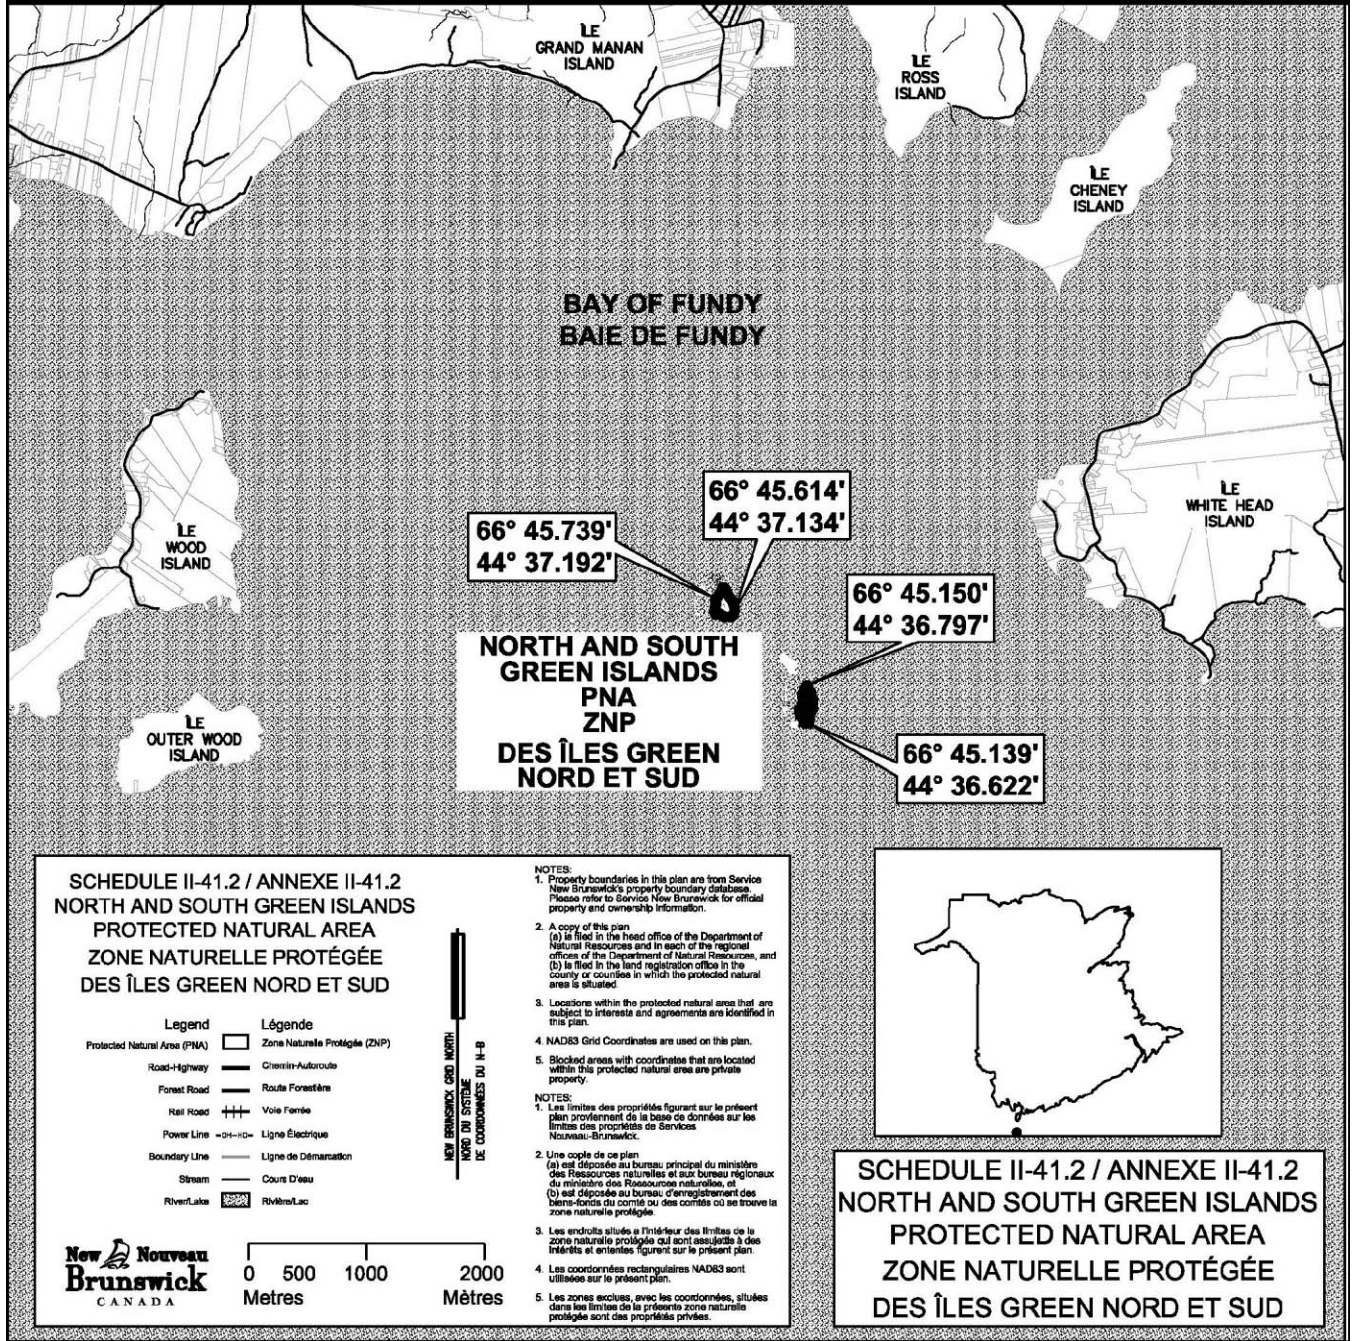 ÎLE
GRAND MANAN
ISLAND
ÎLE
ROSS
ISLAND
ÎLE
CHENEY
ISLAND
BAY OF FUNDY
BAIE DE FUNDY
ÎLE
WOOD
ISLAND
ÎLE
WHITE HEAD
ISLAND
66° 45.614'
44° 37.134'
66° 45.739'
44° 37.192'
66° 45.150'
44° 36.797'
NORTH AND SOUTH
GREEN ISLANDS
PNA
ZNP
DES ÎLES GREEN
NORD ET SUD
ÎLE
OUTER WOOD
ISLAND
66° 45.139'
44° 36.622'
SCHEDULE II-41.2 / ANNEXE II-41.2
NORTH AND SOUTH GREEN ISLANDS
PROTECTED NATURAL AREA
ZONE NATURELLE PROTÉGÉE
DES ÎLES GREEN NORD ET SUD
Legend Légende
Protected Natural Area (PNA) Zone Naturelle Protégée (ZNP)
Road-Highway Chemin-Autoroute
Forest Road Route Forestière
Rail Road Voie Ferrée
Power Line Ligne Électrique
Boundary Line Ligne de Démarcation
Stream Cours D'eau
River/Lake Rivière/Lac
NEW BRUNSWICK GRID NORTH
NORD DU SYSTÈME
DE COORDONNÉES DU N-B
New Nouveau
Brunswick
CANADA
0 500 1000 2000
Metres Mètres
NOTES:
1. Property boundaries in this plan are from Service
New Brunswick's property boundary database.
Please refer to Service New Brunswick for official
property and ownership information.
2. A copy of this plan
(a) is filed in the head office of the Department of
Natural Resources and in each of the regional
offices of the Department of Natural Resources, and
(b) is filed in the land registration office in the
county or counties in which the protected natural
area is situated.
3. Locations within the protected natural area that are
subject to interests and agreements are identified in
this plan.
4. NAD83 Grid Coordinates are used on this plan.
5. Blocked areas with coordinates that are located
within this protected natural area are private
property.
NOTES:
1. Les limites des propriétés figurant sur le présent
plan proviennent de la base de données sur les
limites des propriétés de Services
Nouveau-Brunswick.
2. Une copie de ce plan
(a) est déposée au bureau principal du ministère
des Ressources naturelles et aux bureau régionaux
du ministère des Ressources naturelles, et
(b) est déposée au bureau d'enregistrement des
biens-fonds du comté ou des comtés où se trouve la
zone naturelle protégée.
3. Les endroits situés a l'intérieur des limites de la
zone naturelle protégée qui sont assujettis à des
intérêts et ententes figurent sur le présent plan.
4. Les coordonnées rectangulaires NAD83 sont
utilisées sur le présent plan.
5. Les zones exclues, avec les coordonnées, situées
dans les limites de la présente zone naturelle
protégée sont des propriétés privées.
SCHEDULE II-41.2 / ANNEXE II-41.2
NORTH AND SOUTH GREEN ISLANDS
PROTECTED NATURAL AREA
ZONE NATURELLE PROTÉGÉE
DES ÎLES GREEN NORD ET SUD